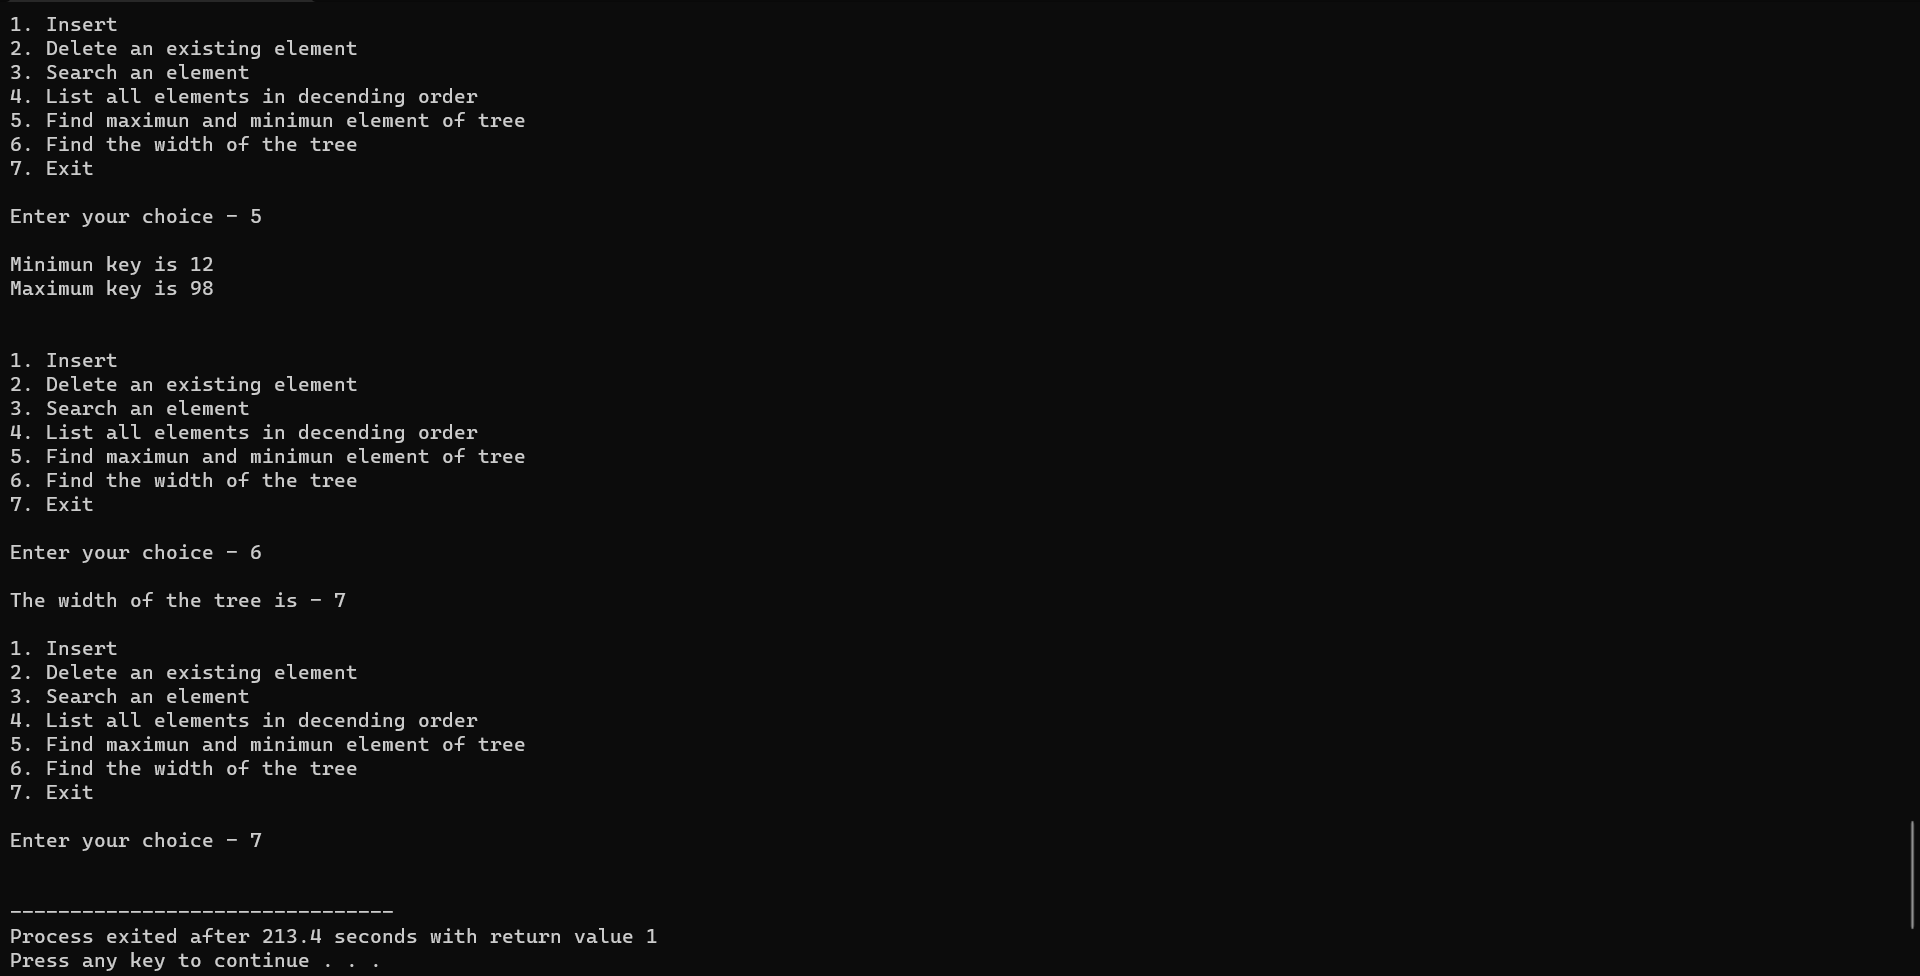 1. Insert
2. Delete an existing element
3. Search an element
4. List all elements in decending order
5. Find maximun and minimun element of tree
6. Find the width of the tree
7. Exit
Enter your choice - 5
Minimun key is 12
Maximum key is 98
1. Insert
2. Delete an existing element
3. Search an element
4. List all elements in decending order
5. Find maximun and minimun element of tree
6. Find the width of the tree
7. Exit
Enter your choice - 6
The width of the tree is - 7
1. Insert
2. Delete an existing element
3. Search an element
4. List all elements in decending order
5. Find maximun and minimun element of tree
6. Find the width of the tree
7. Exit
Enter your choice - 7
--------------------------------
Process exited after 213.4 seconds with return value 1
Press any key to continue . . .